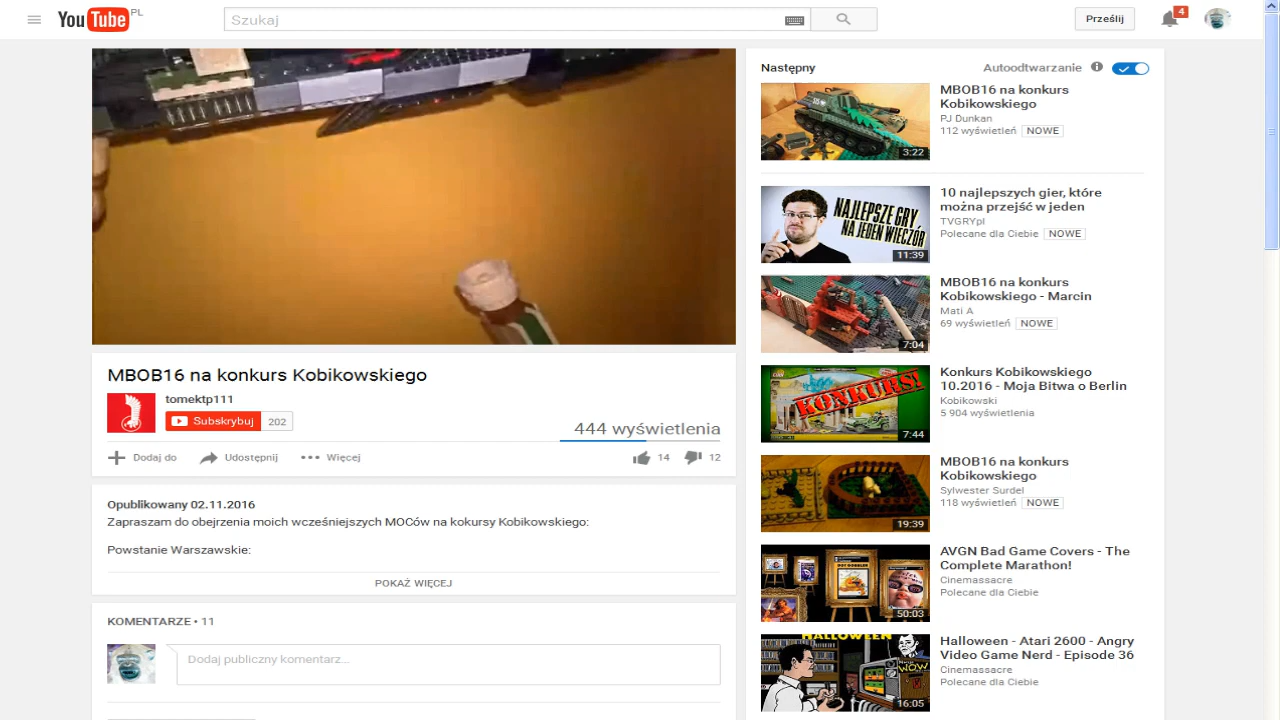 YouTube PL
Szukaj
Prześlij
4
Następny
Autoodtwarzanie
MBOB16 na konkurs
Kobikowskiego
PJ Dunkan
112 wyświetleń NOWE
3:22
10 najlepszych gier, które
można przejść w jeden
TVGRYpl
Polecane dla Ciebie NOWE
NAJLEPSZE GRY,
NA JEDEN WIECZÓR
11:39
MBOB16 na konkurs
Kobikowskiego - Marcin
Mati A
69 wyświetleń NOWE
7:04
MBOB16 na konkurs Kobikowskiego
tomektp111
Subskrybuj 202
444 wyświetlenia
Dodaj do
Udostępnij
Więcej
14
12
Konkurs Kobikowskiego
10.2016 - Moja Bitwa o Berlin
Kobikowski
5 904 wyświetlenia
KONKURS!
7:44
MBOB16 na konkurs
Kobikowskiego
Sylwester Surdel
118 wyświetleń NOWE
19:39
Opublikowany 02.11.2016
Zapraszam do obejrzenia moich wcześniejszych MOCów na kokursy Kobikowskiego:
Powstanie Warszawskie:
POKAŻ WIĘCEJ
AVGN Bad Game Covers - The
Complete Marathon!
Cinemassacre
Polecane dla Ciebie
50:03
KOMENTARZE • 11
Dodaj publiczny komentarz...
Halloween - Atari 2600 - Angry
Video Game Nerd - Episode 36
Cinemassacre
Polecane dla Ciebie
HALLOWEEN
WOW
16:05